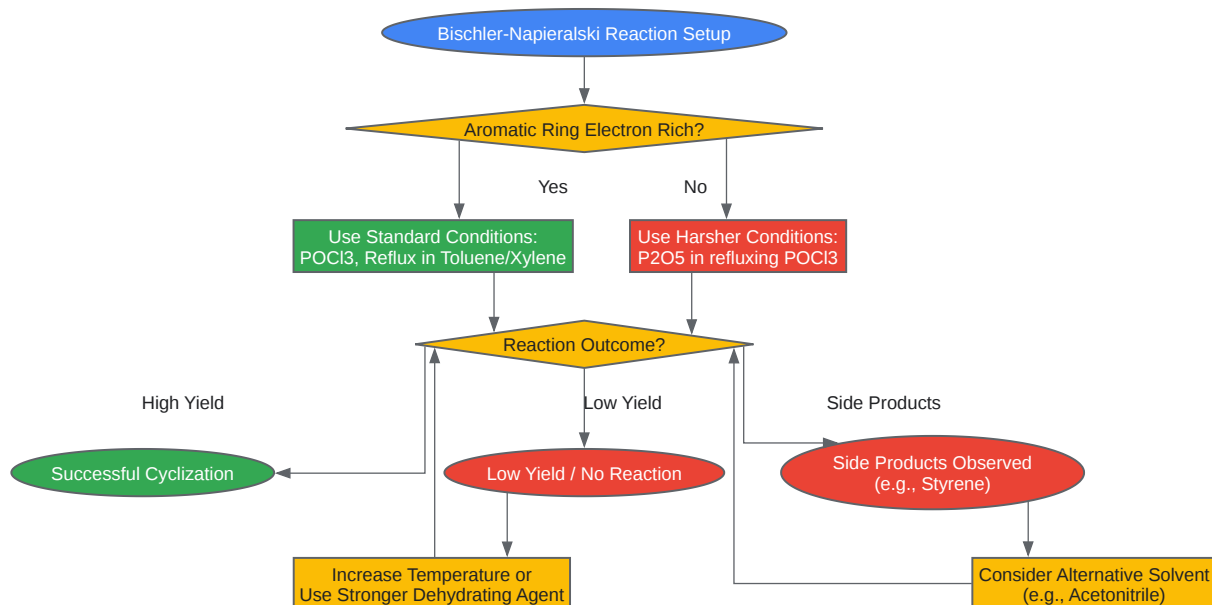 Bischler-Napieralski Reaction Setup
Aromatic Ring Electron Rich?
Yes
No
Use Standard Conditions:
POCl3, Reflux in Toluene/Xylene
Use Harsher Conditions:
P2O5 in refluxing POCl3
Reaction Outcome?
High Yield
Low Yield
Side Products
Successful Cyclization
Low Yield / No Reaction
Side Products Observed
(e.g., Styrene)
Increase Temperature or
Use Stronger Dehydrating Agent
Consider Alternative Solvent
(e.g., Acetonitrile)